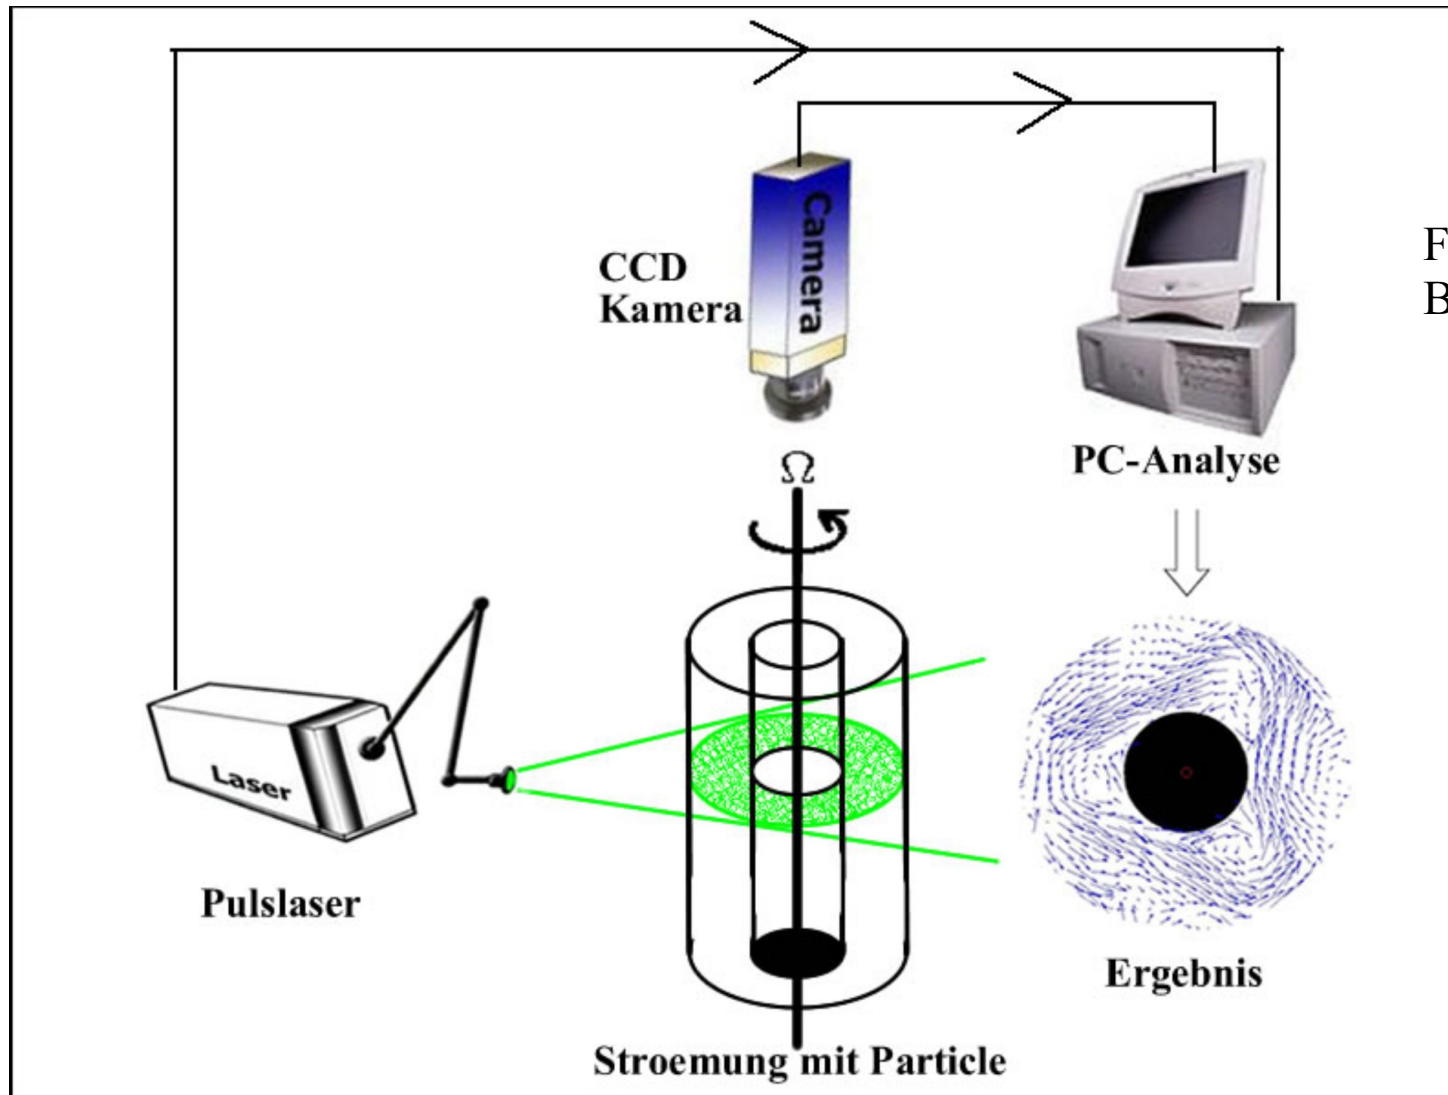 CCD
Kamera
Camera
F
B
PC-Analyse
Ω
Laser
Pulslaser
Ergebnis
Stroemung mit Particle